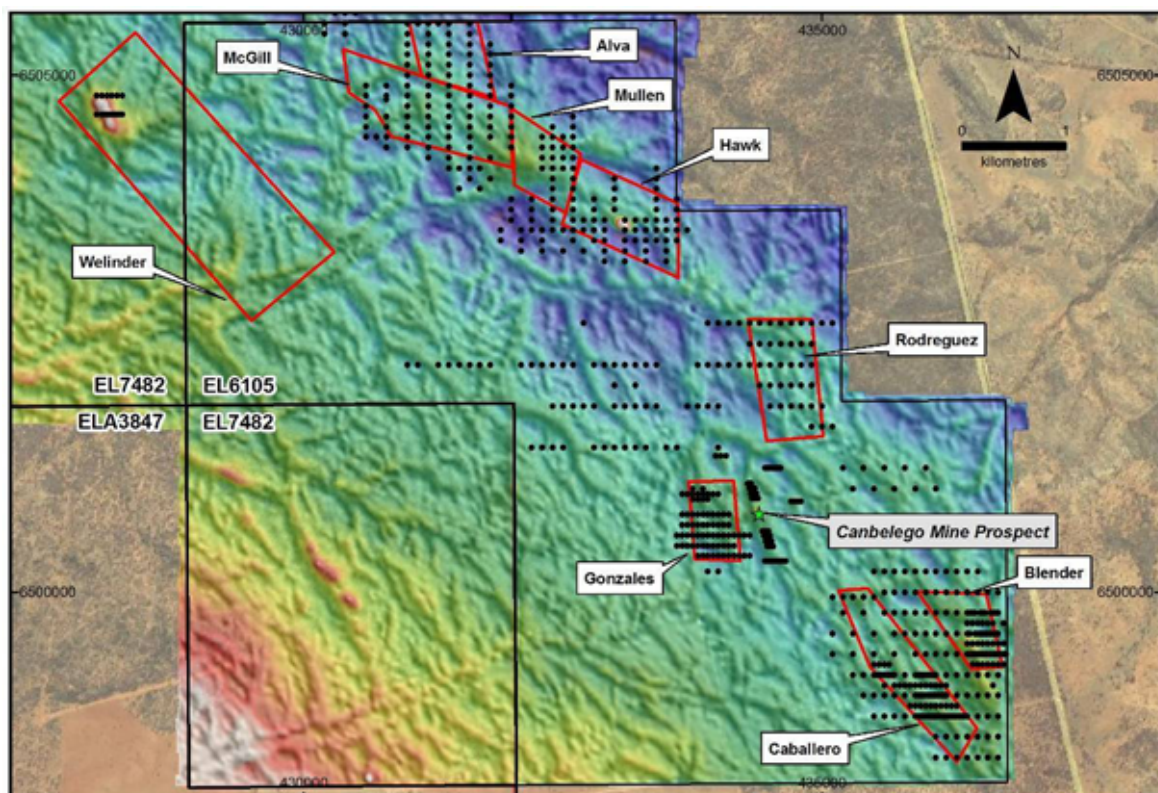 430000
435000
Alva
McGill
N
6505000
6505000
Mullen
0 1
kilometres
Hawk
Welinder
Rodreguez
EL7482
EL6105
ELA3847
EL7482
Canbelego Mine Prospect
Gonzales
Blender
6500000
6500000
Caballero
430000
435000